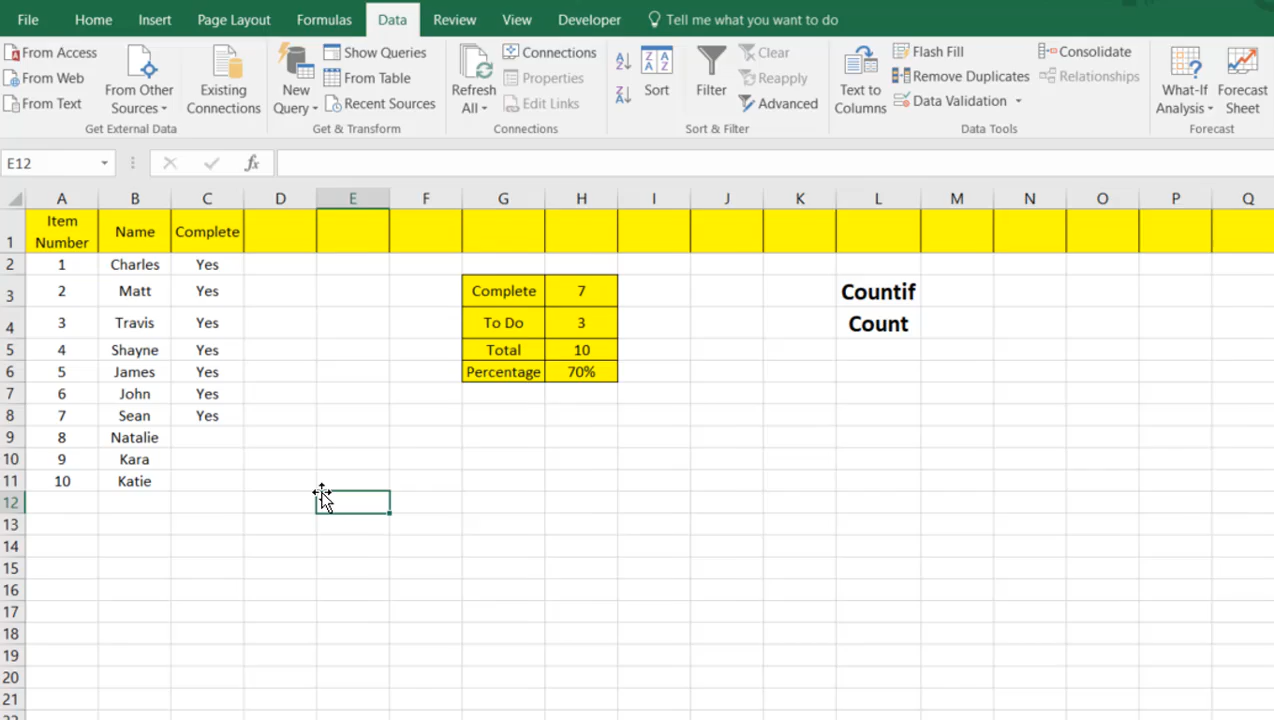 File Home Insert Page Layout Formulas Data Review View Developer Tell me what you want to do
From Access
From Web
From Text
From Other
Sources
Existing
Connections
Get External Data
New
Query
Show Queries
From Table
Recent Sources
Get & Transform
Refresh
All
Connections
Properties
Edit Links
Connections
Sort
Filter
Clear
Reapply
Advanced
Sort & Filter
Text to
Columns
Flash Fill
Remove Duplicates
Data Validation
Consolidate
Relationships
Data Tools
What-If
Analysis
Forecast
Sheet
Forecast
E12 fx
A B C D E F G H I J K L M N O P Q
1 Item Number Name Complete
2 1 Charles Yes
3 2 Matt Yes Complete 7 Countif
4 3 Travis Yes To Do 3 Count
5 4 Shayne Yes Total 10
6 5 James Yes Percentage 70%
7 6 John Yes
8 7 Sean Yes
9 8 Natalie
10 9 Kara
11 10 Katie
12
13
14
15
16
17
18
19
20
21